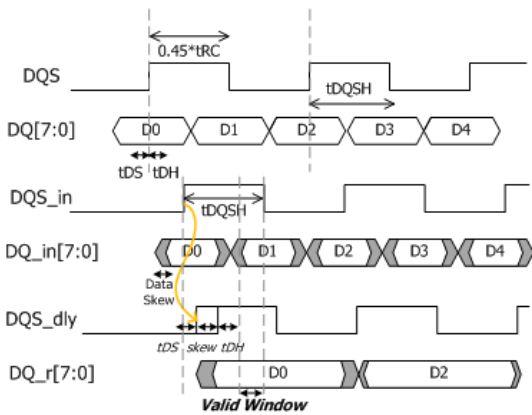 0.45*tRC
DQS
tDQSH
DQ[7:0] D0 D1 D2 D3 D4
tDS tDH
DQS_in
tDQSH
DQ_in[7:0] D0 D1 D2 D3 D4
Data
Skew
DQS_dly
tDS skew tDH
DQ_r[7:0] D0 D2
Valid Window